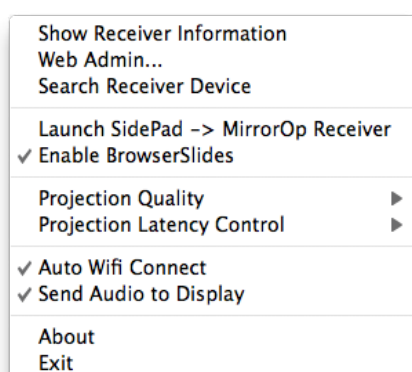 Show Receiver Information
Web Admin...
Search Receiver Device
Launch SidePad -> MirrorOp Receiver
Enable BrowserSlides
Projection Quality
Projection Latency Control
Auto Wifi Connect
Send Audio to Display
About
Exit